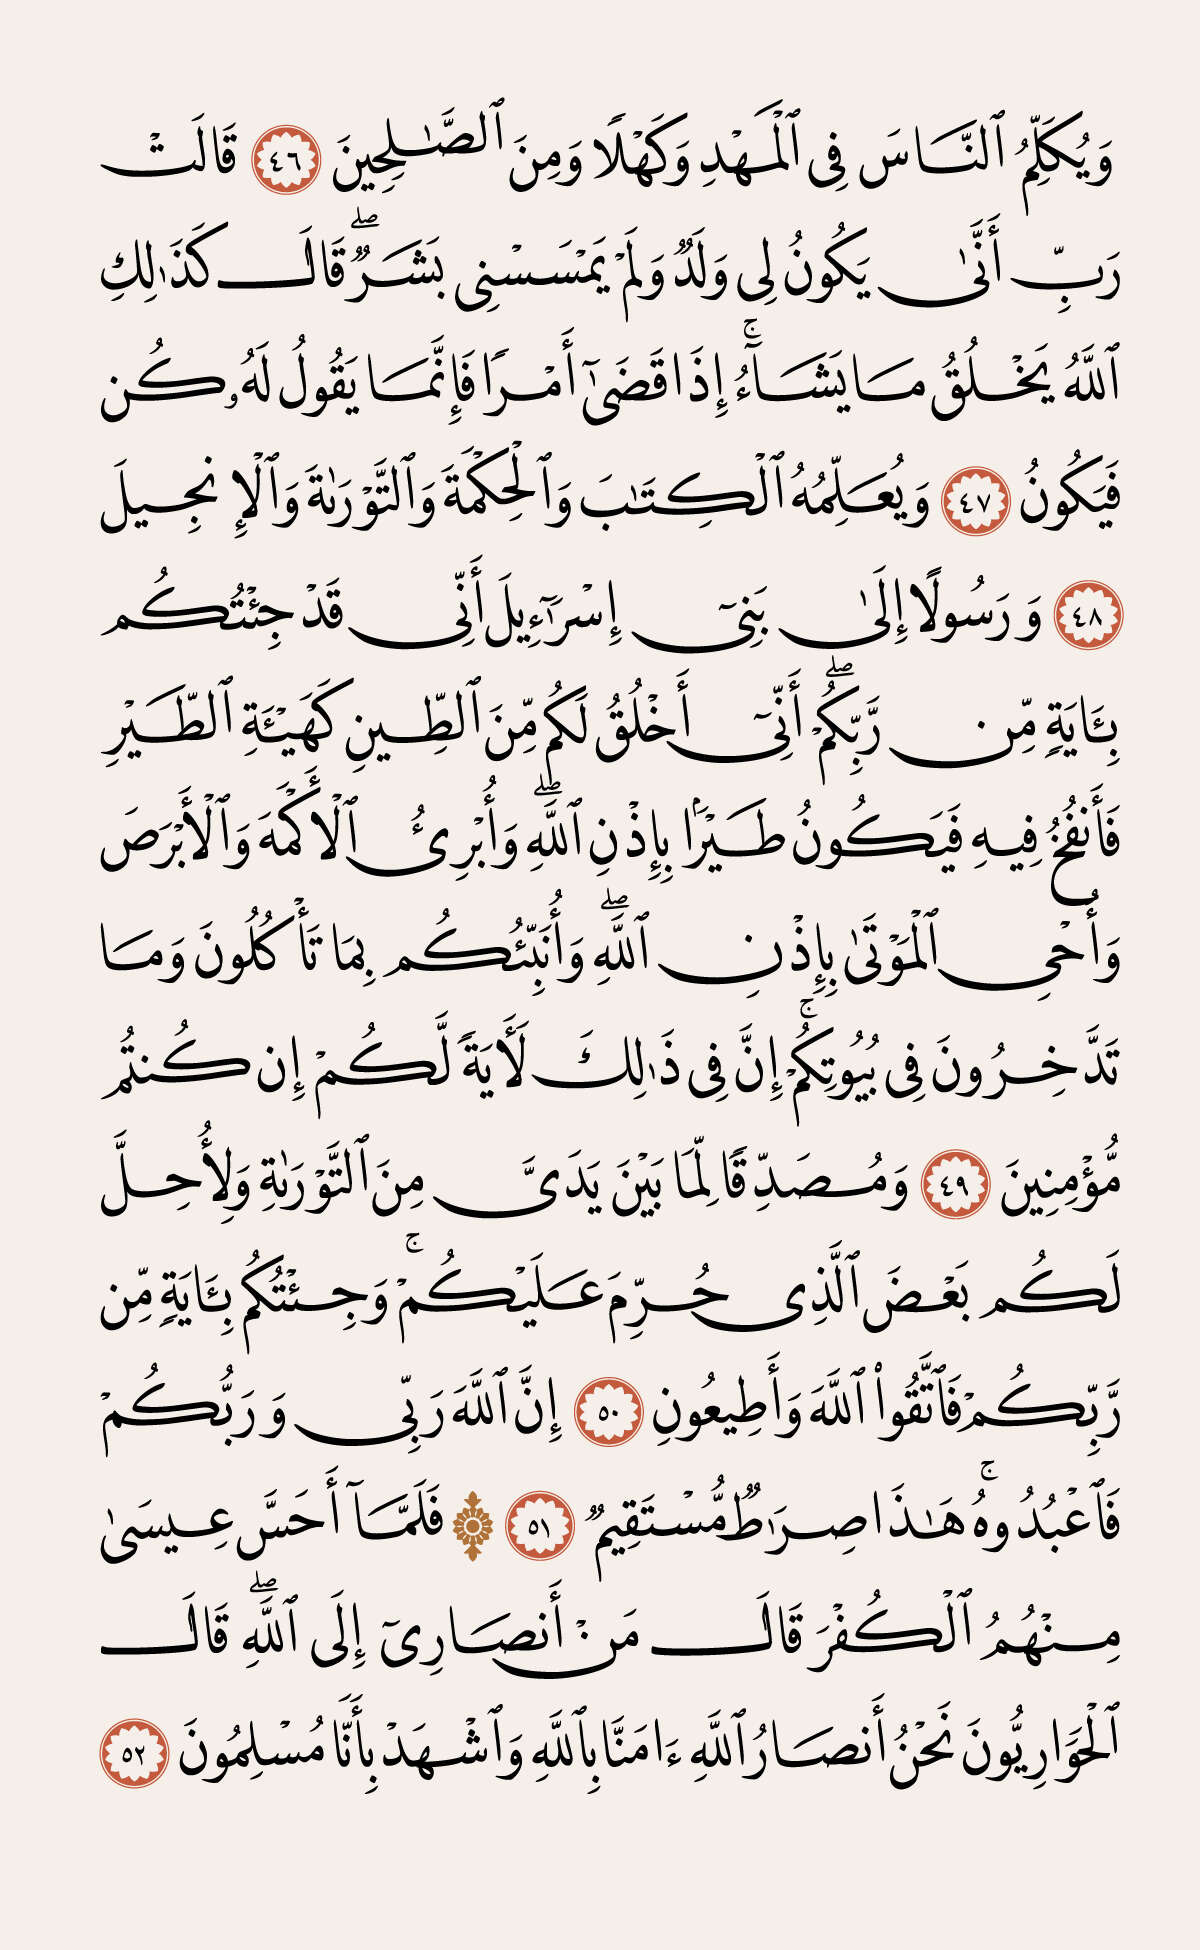 وَيُكَلِّمُ ٱلنَّاسَ فِى ٱلْمَهْدِ وَكَهْلًا وَمِنَ ٱلصَّـٰلِحِينَ ٤٦ قَالَتْ
رَبِّ أَنَّىٰ يَكُونُ لِى وَلَدٌ وَلَمْ يَمْسَسْنِى بَشَرٌ ۖ قَالَ كَذَٰلِكِ
ٱللَّهُ يَخْلُقُ مَا يَشَآءُ ۚ إِذَا قَضَىٰٓ أَمْرًا فَإِنَّمَا يَقُولُ لَهُۥ كُن
فَيَكُونُ ٤٧ وَيُعَلِّمُهُ ٱلْكِتَـٰبَ وَٱلْحِكْمَةَ وَٱلتَّوْرَىٰةَ وَٱلْإِنجِيلَ
٤٨ وَرَسُولًا إِلَىٰ بَنِىٓ إِسْرَٰٓءِيلَ أَنِّى قَدْ جِئْتُكُم
بِـَٔايَةٍ مِّن رَّبِّكُمْ ۖ أَنِّىٓ أَخْلُقُ لَكُم مِّنَ ٱلطِّينِ كَهَيْـَٔةِ ٱلطَّيْرِ
فَأَنفُخُ فِيهِ فَيَكُونُ طَيْرًۢا بِإِذْنِ ٱللَّهِ ۖ وَأُبْرِئُ ٱلْأَكْمَهَ وَٱلْأَبْرَصَ
وَأُحْىِ ٱلْمَوْتَىٰ بِإِذْنِ ٱللَّهِ ۖ وَأُنَبِّئُكُم بِمَا تَأْكُلُونَ وَمَا
تَدَّخِرُونَ فِى بُيُوتِكُمْ ۚ إِنَّ فِى ذَٰلِكَ لَـَٔايَةً لَّكُمْ إِن كُنتُم
مُّؤْمِنِينَ ٤٩ وَمُصَدِّقًا لِّمَا بَيْنَ يَدَىَّ مِنَ ٱلتَّوْرَىٰةِ وَلِأُحِلَّ
لَكُم بَعْضَ ٱلَّذِى حُرِّمَ عَلَيْكُمْ ۚ وَجِئْتُكُم بِـَٔايَةٍ مِّن
رَّبِّكُمْ فَٱتَّقُوا۟ ٱللَّهَ وَأَطِيعُونِ ٥٠ إِنَّ ٱللَّهَ رَبِّى وَرَبُّكُمْ
فَٱعْبُدُوهُ ۚ هَـٰذَا صِرَٰطٌ مُّسْتَقِيمٌ ٥١ ۞ فَلَمَّآ أَحَسَّ عِيسَىٰ
مِنْهُمُ ٱلْكُفْرَ قَالَ مَنْ أَنصَارِىٓ إِلَى ٱللَّهِ ۖ قَالَ
ٱلْحَوَارِيُّونَ نَحْنُ أَنصَارُ ٱللَّهِ ءَامَنَّا بِٱللَّهِ وَٱشْهَدْ بِأَنَّا مُسْلِمُونَ ٥٢